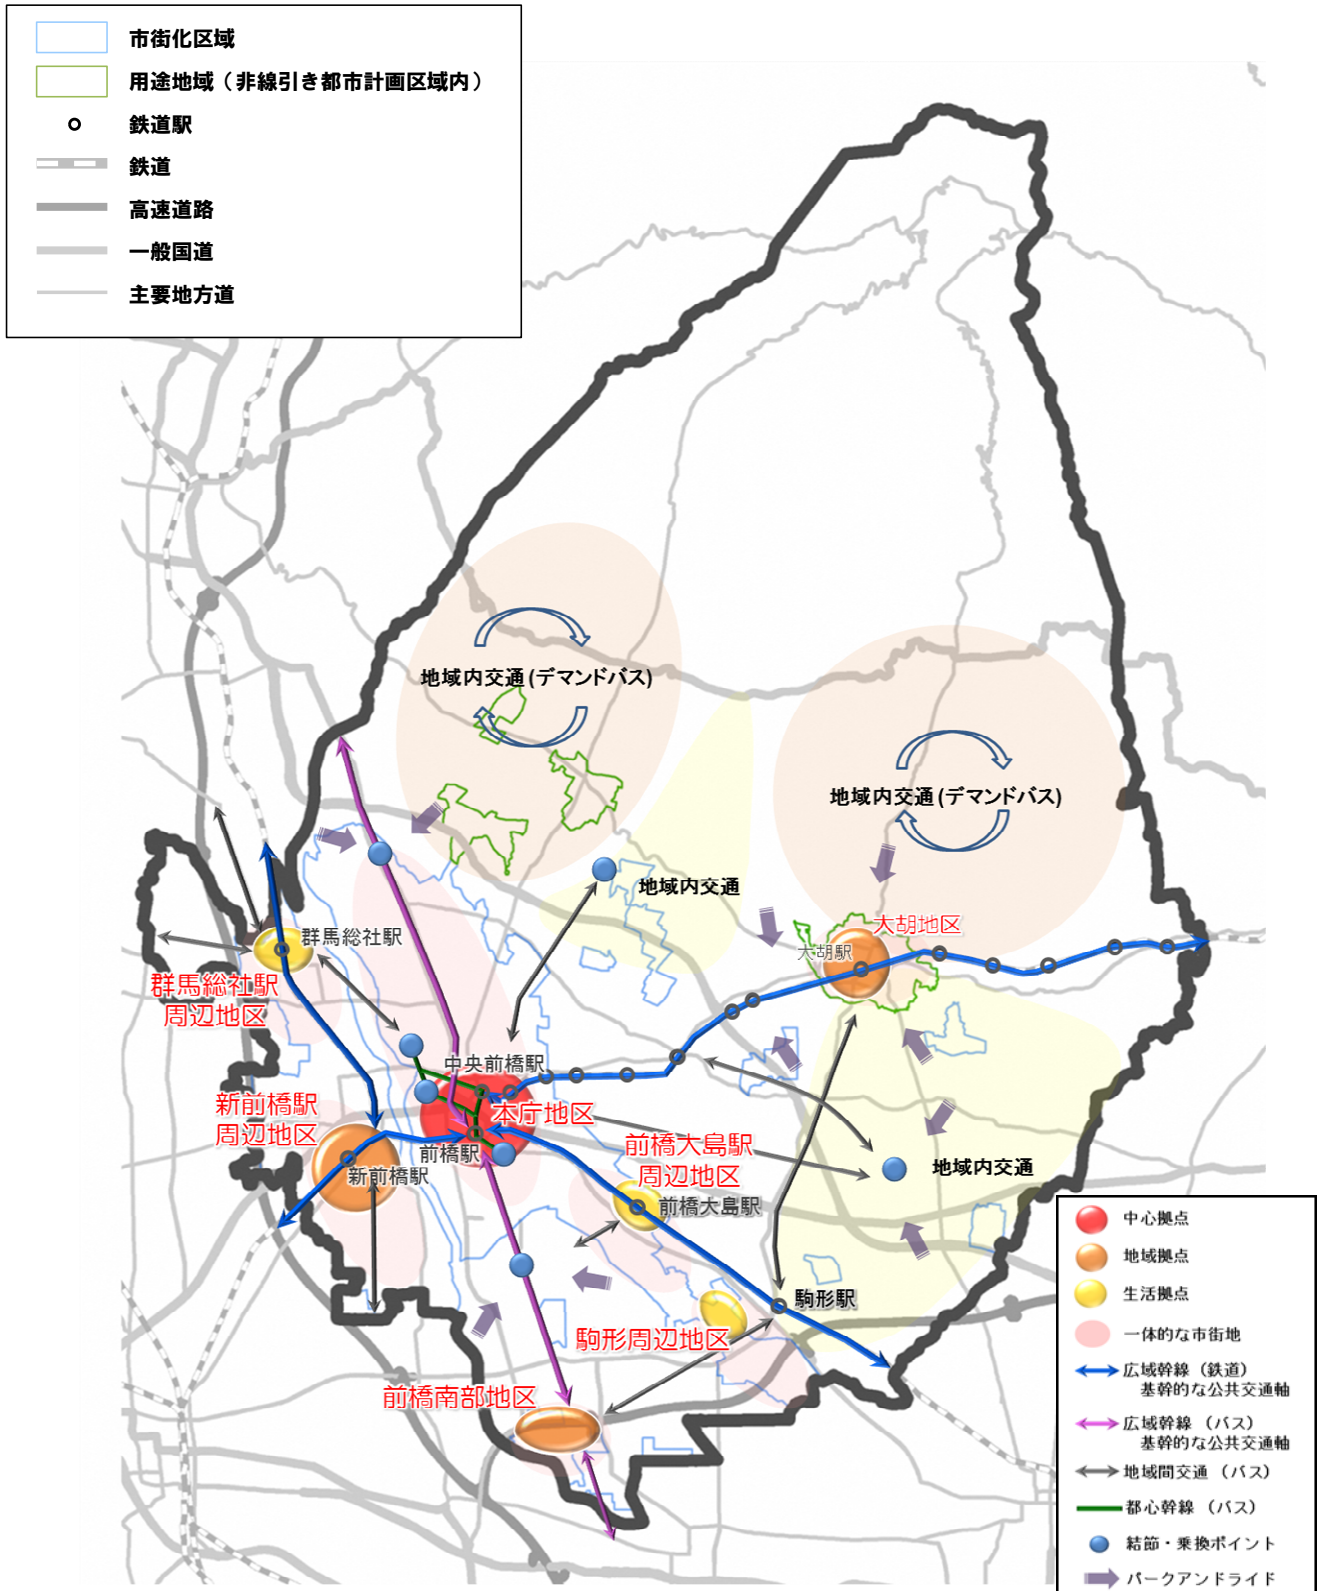 市街化区域
用途地域（非線引き都市計画区域内）
鉄道駅
鉄道
高速道路
一般国道
主要地方道
地域内交通(デマンドバス)
地域内交通(デマンドバス)
地域内交通
大胡地区
大胡駅
群馬総社駅
群馬総社駅
周辺地区
中央前橋駅
新前橋駅
周辺地区
本庁地区
前橋駅
新前橋駅
前橋大島駅
周辺地区
前橋大島駅
地域内交通
駒形駅
駒形周辺地区
前橋南部地区
中心拠点
地域拠点
生活拠点
一体的な市街地
広域幹線（鉄道）
基幹的な公共交通軸
広域幹線（バス）
基幹的な公共交通軸
地域間交通（バス）
都心幹線（バス）
結節・乗換ポイント
パークアンドライド